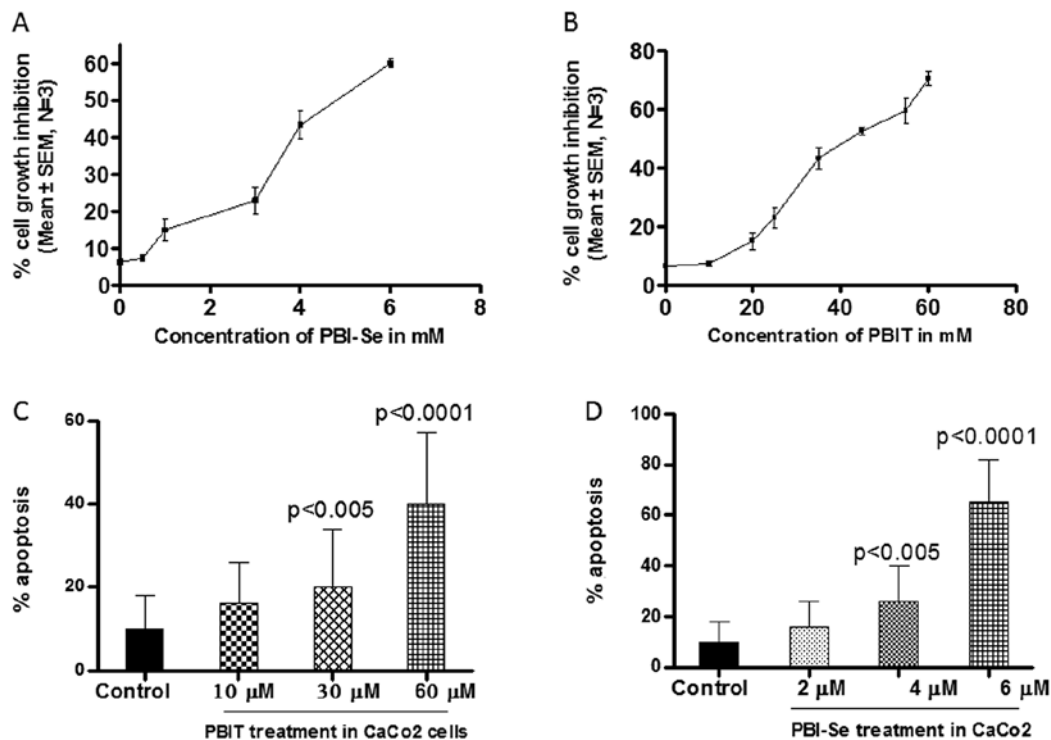 A
% cell growth inhibition
(Mean ± SEM, N=3)
60
50
40
30
20
10
0
0
2
4
6
8
Concentration of PBI-Se in mM
B
% cell growth inhibition
(Mean ± SEM, N=3)
80
60
40
20
0
0
20
40
60
80
Concentration of PBIT in mM
C
% apoptosis
60
40
20
0
p<0.005
p<0.0001
Control
10 μM
30 μM
60 μM
PBIT treatment in CaCo2 cells
D
% apoptosis
100
80
60
40
20
0
p<0.005
p<0.0001
Control
2 μM
4 μM
6 μM
PBI-Se treatment in CaCo2